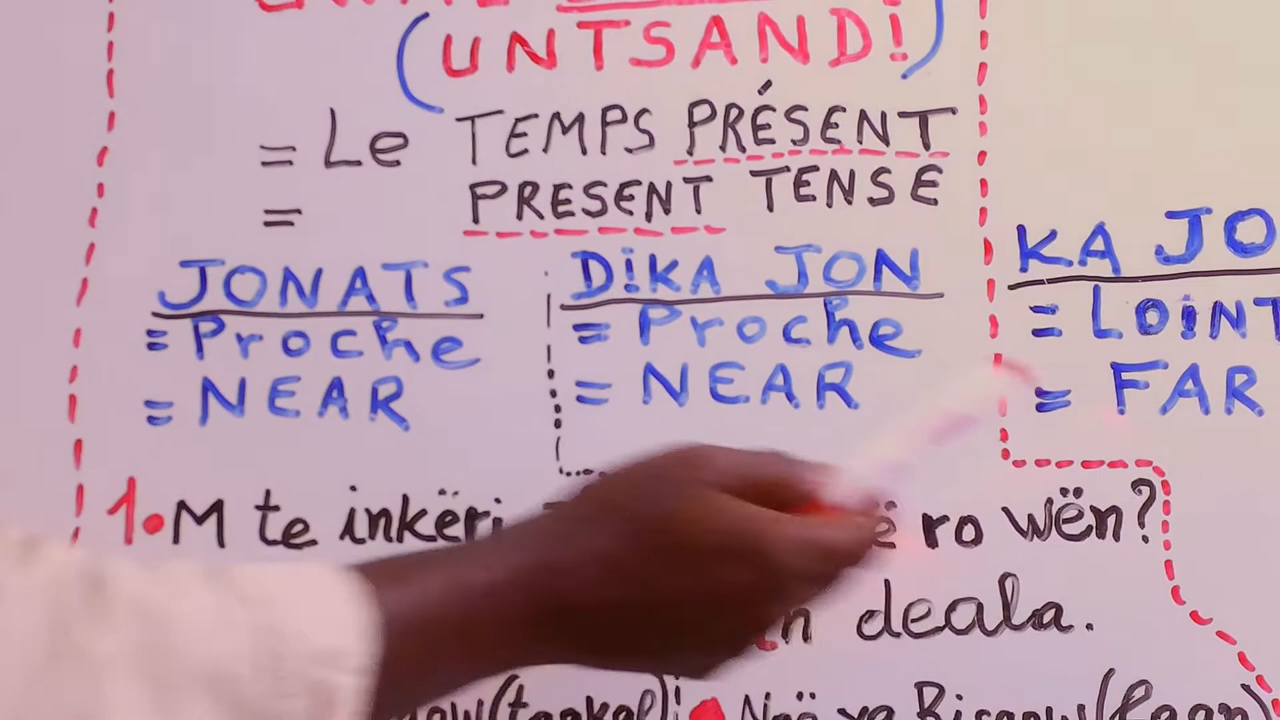 (UNTSANDI)
= Le TEMPS PRÉSENT
= PRESENT TENSE
JONATS
= Proche
= NEAR
DIKA JON
= Proche
= NEAR
KA JO
= LOINT
= FAR
1. M te inkëri ro wën?
deala.